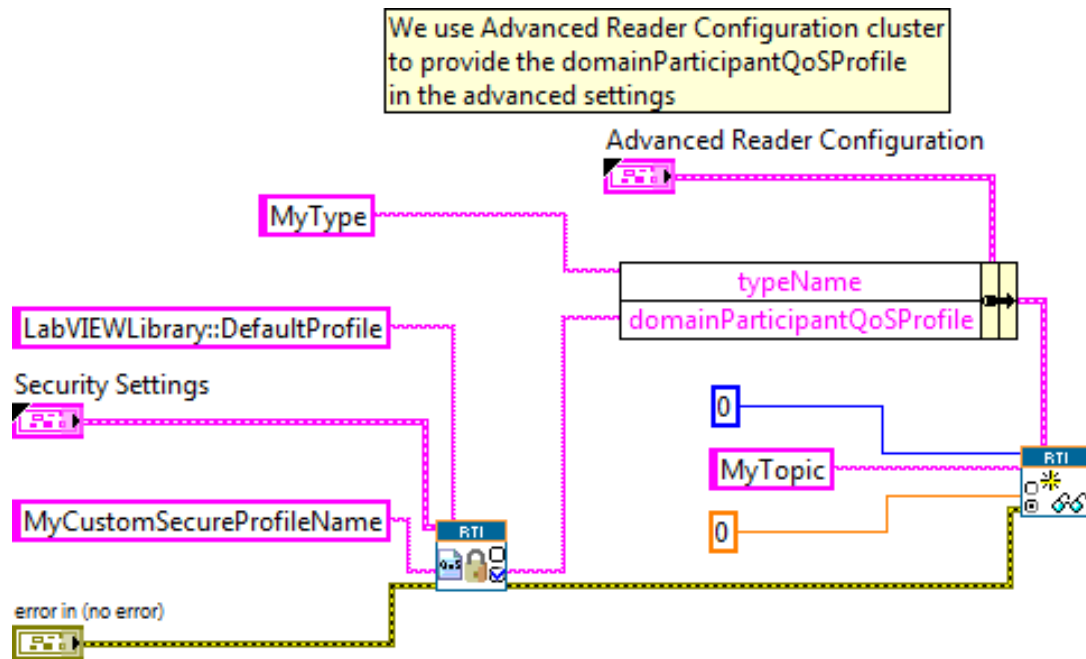 We use Advanced Reader Configuration cluster
to provide the domainParticipantQoSProfile
in the advanced settings
Advanced Reader Configuration
MyType
typeName
domainParticipantQoSProfile
LabVIEWLibrary::DefaultProfile
Security Settings
0
MyTopic
RTI
MyCustomSecureProfileName
0
RTI
QoS
error in (no error)